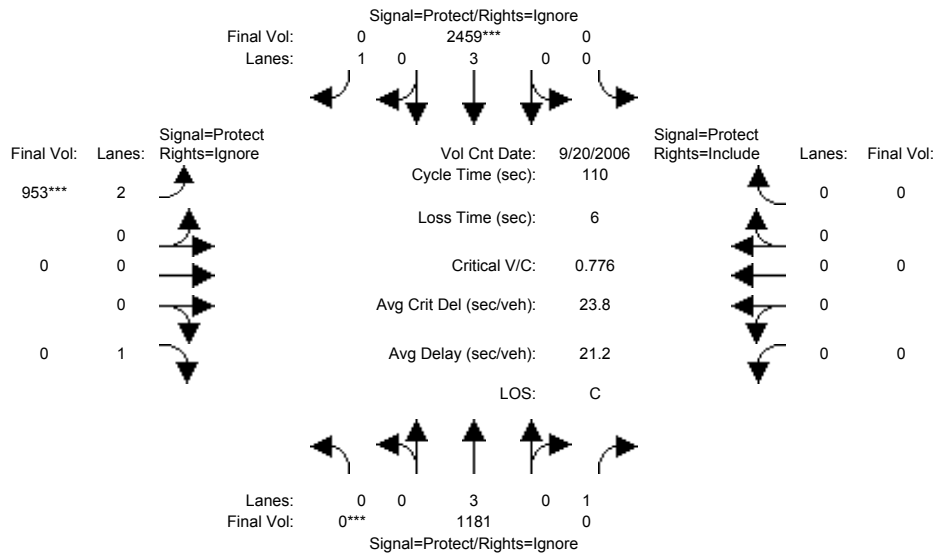 Signal=Protect/Rights=Ignore
Final Vol: 0 2459*** 0
Lanes: 1 0 3 0 0
Signal=Protect Signal=Protect
Final Vol: Lanes: Rights=Ignore Vol Cnt Date: 9/20/2006 Rights=Include Lanes: Final Vol:
953*** 2 Cycle Time (sec): 110 0 0
0 Loss Time (sec): 6 0
0 0 Critical V/C: 0.776 0 0
0 Avg Crit Del (sec/veh): 23.8 0
0 1 Avg Delay (sec/veh): 21.2 0 0
LOS: C
Lanes: 0 0 3 0 1
Final Vol: 0*** 1181 0
Signal=Protect/Rights=Ignore